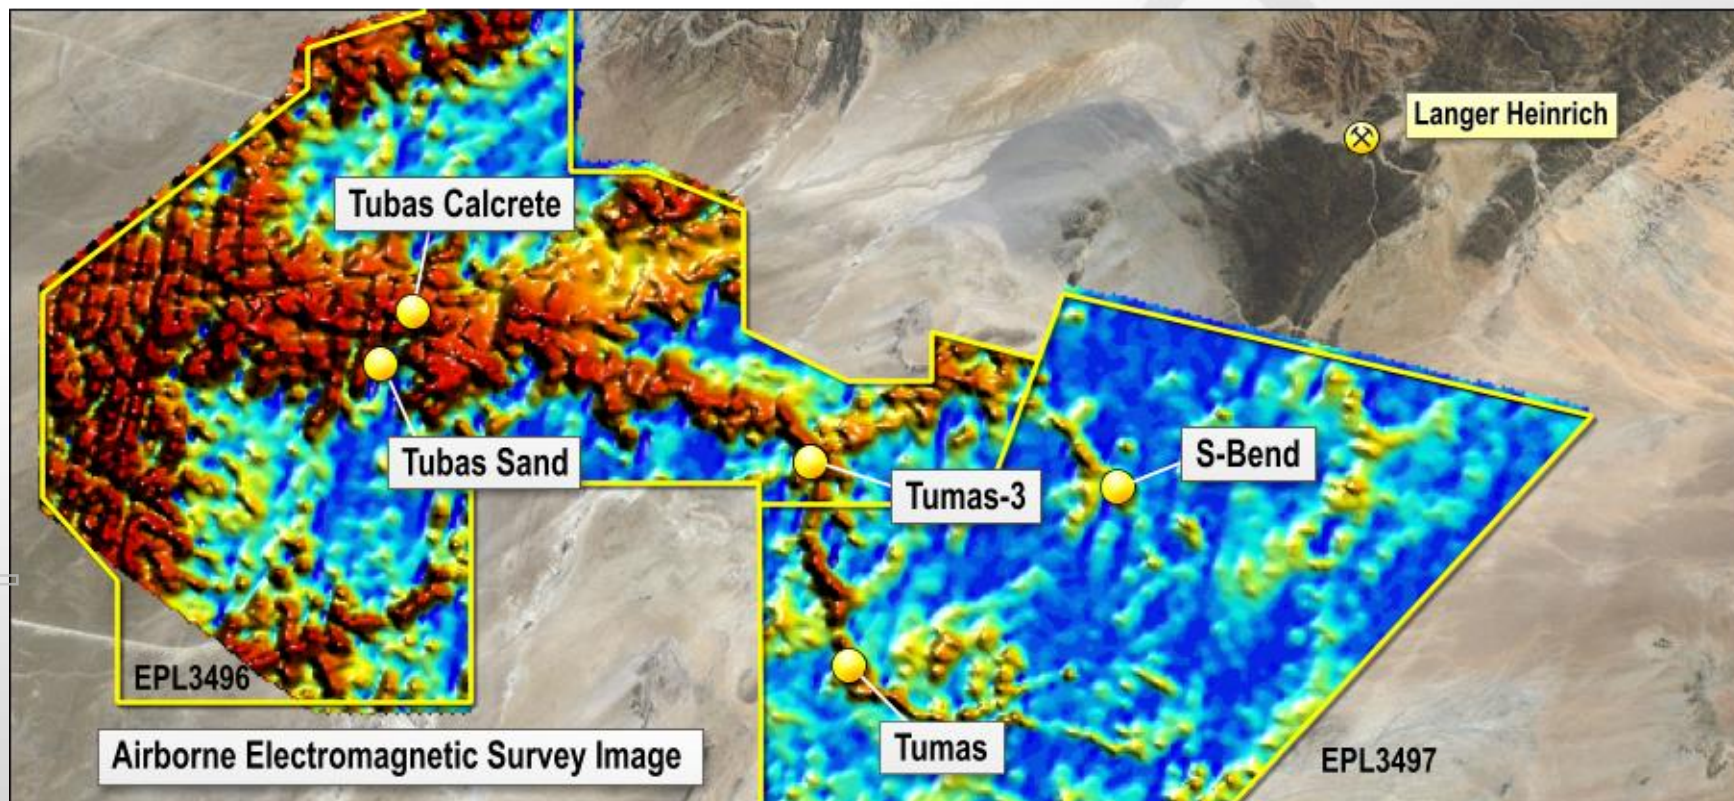 Langer Heinrich
Tubas Calcrete
Tubas Sand
S-Bend
Tumas-3
EPL3496
Tumas
Airborne Electromagnetic Survey Image
EPL3497